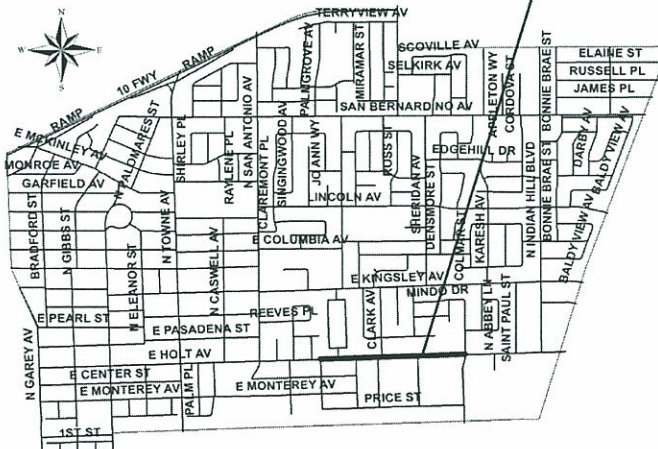 N
W
E
S
TERRYVIEW AV
RAMP
10 FWY
RAMP
PALMGROVE AV
MIRAMAR ST
SCOVILLE AV
SELKIRK AV
APPLETON WY
CORDOVA ST
BONNIE BRAE ST
ELAINE ST
RUSSELL PL
JAMES PL
SAN BERNARDINO AV
E MCKINLEY AV
MONROE AV
GARFIELD AV
N PALOMARES ST
SHIRLEY PL
RAYLENE PL
N SAN ANTONIO AV
CLAREMONT PL
SINGINGWOOD AV
JO ANN WY
RUSS ST
EDGEHILL DR
DARBY AV
BALDY VIEW AV
LINCOLN AV
SHERIDAN AV
DENSMORE ST
COLMAR ST
KARESH AV
N INDIAN HILL BLVD
BONNIE BRAE ST
BALDY VIEW AV
BRADFORD ST
N GIBBS ST
N ELEANOR ST
N TOWNE AV
N CASWELL AV
E COLUMBIA AV
E KINGSLEY AV
MINDO DR
REEVES PL
CLARK AV
N ABBEY LN
SAINT PAUL ST
E PEARL ST
E PASADENA ST
E HOLT AV
N GAREY AV
E CENTER ST
E MONTEREY AV
PALM PL
E MONTEREY AV
PRICE ST
1ST ST